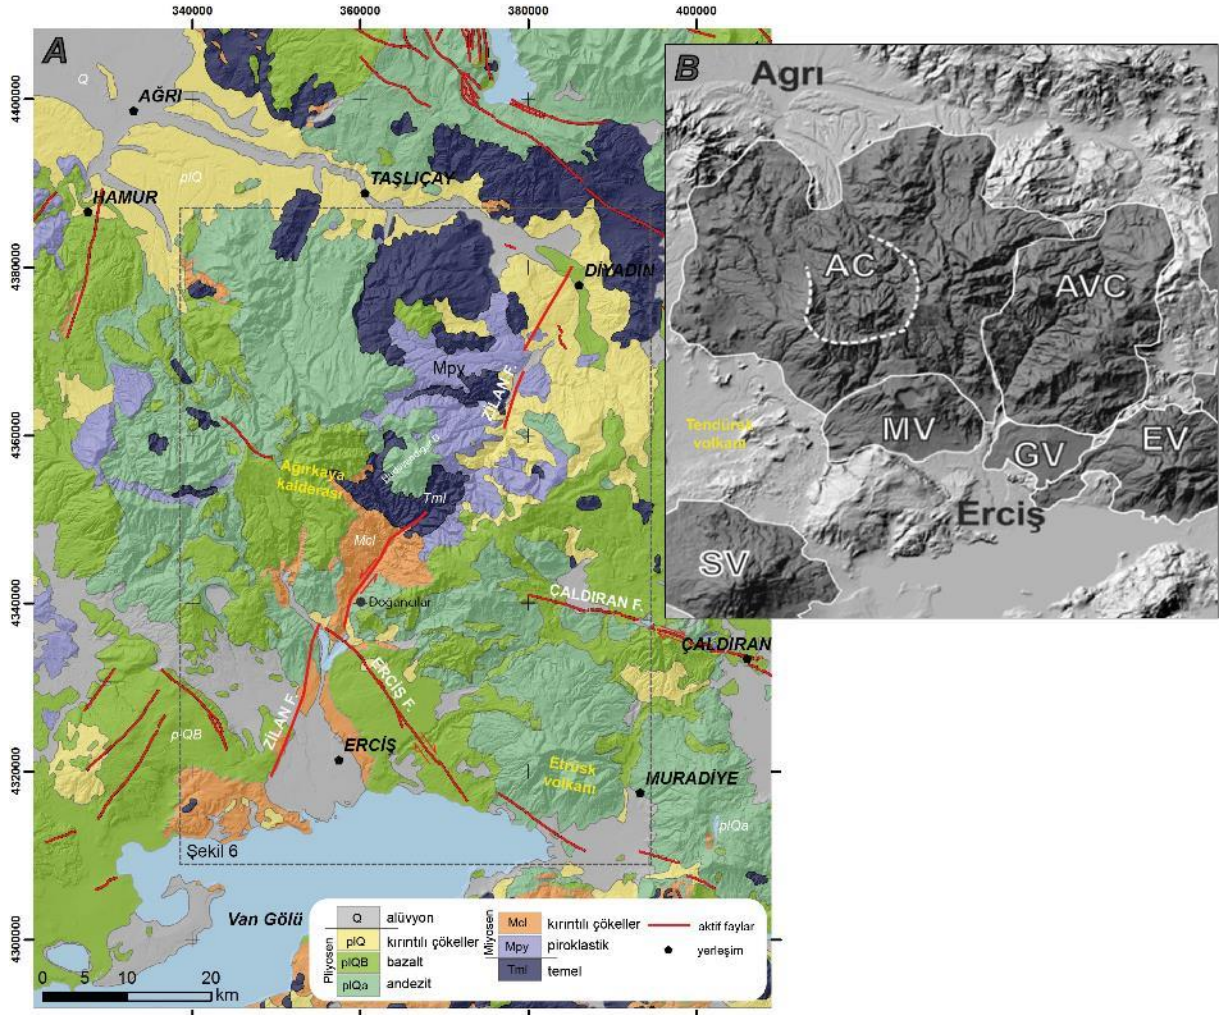 340000
360000
380000
400000
A
Q
4400000
AĞRI
plQ
TAŞLIÇAY
HAMUR
4380000
DİYADİN
Mpy
ZİLAN F.
4360000
Ağırkaya
kalderası
Tml
Mcl
4340000
Doğancılar
ÇALDIRAN F.
ÇALDIRAN
ERCİŞ F.
ZİLAN F.
plQB
ERCİŞ
4320000
Etrüsk
volkanı
MURADİYE
plQa
Şekil 6
Van Gölü
4300000
0 5 10 20
km
Pliyosen
Q alüvyon
plQ kırıntılı çökeller
plQB bazalt
plQa andezit
Miyosen
Mcl kırıntılı çökeller
Mpy piroklastik
Tml temel
aktif faylar
yerleşim
B
Agrı
AC
AVC
MV
GV
EV
Tendürek
volkanı
Erciş
SV